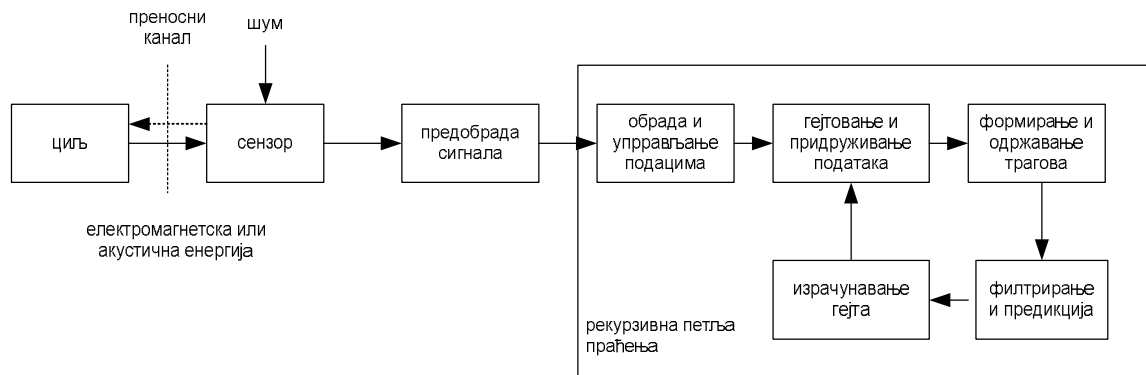 преносни
канал
шум
циљ
сензор
предобрада
сигнала
обрада и
упррављање
подацима
гејтовање и
придруживање
података
формирање и
одржавање
трагова
електромагнетска или
акустична енергија
израчунавање
гејта
филтрирање
и предикција
рекурзивна петља
праћења